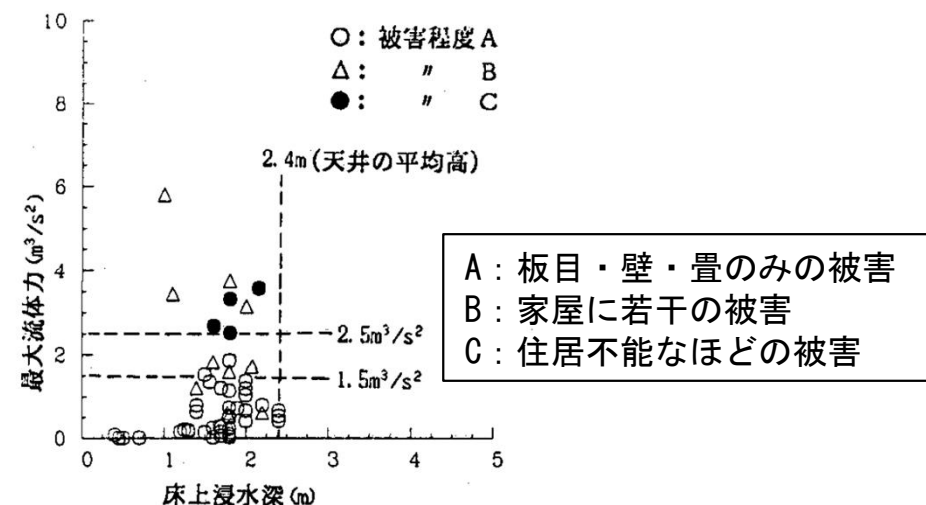 ○：被害程度 A
△：　〃　B
●：　〃　C
2.4m(天井の平均高)
最大流体力(m³/s²)
10
8
6
4
2
0
2.5m³/s²
1.5m³/s²
0 1 2 3 4 5
床上浸水深(m)
A：板目・壁・畳のみの被害
B：家屋に若干の被害
C：住居不能なほどの被害